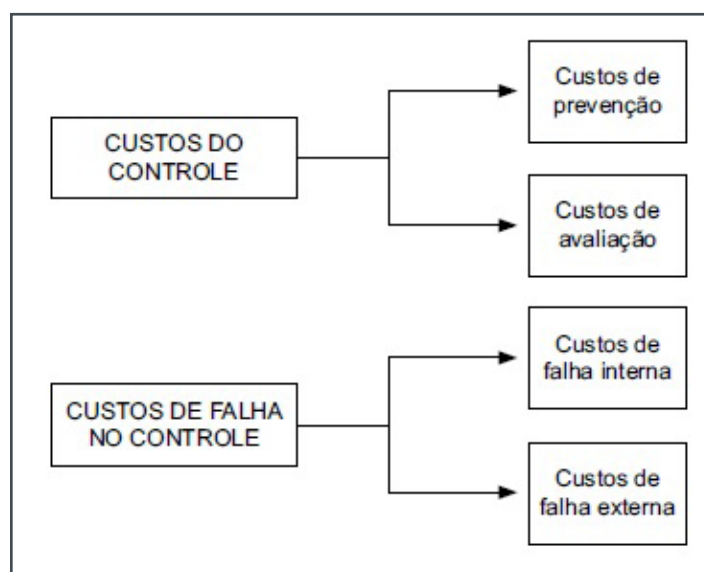 CUSTOS DO
CONTROLE
Custos de
prevenção
Custos de
avaliação
CUSTOS DE FALHA
NO CONTROLE
Custos de
falha interna
Custos de
falha externa